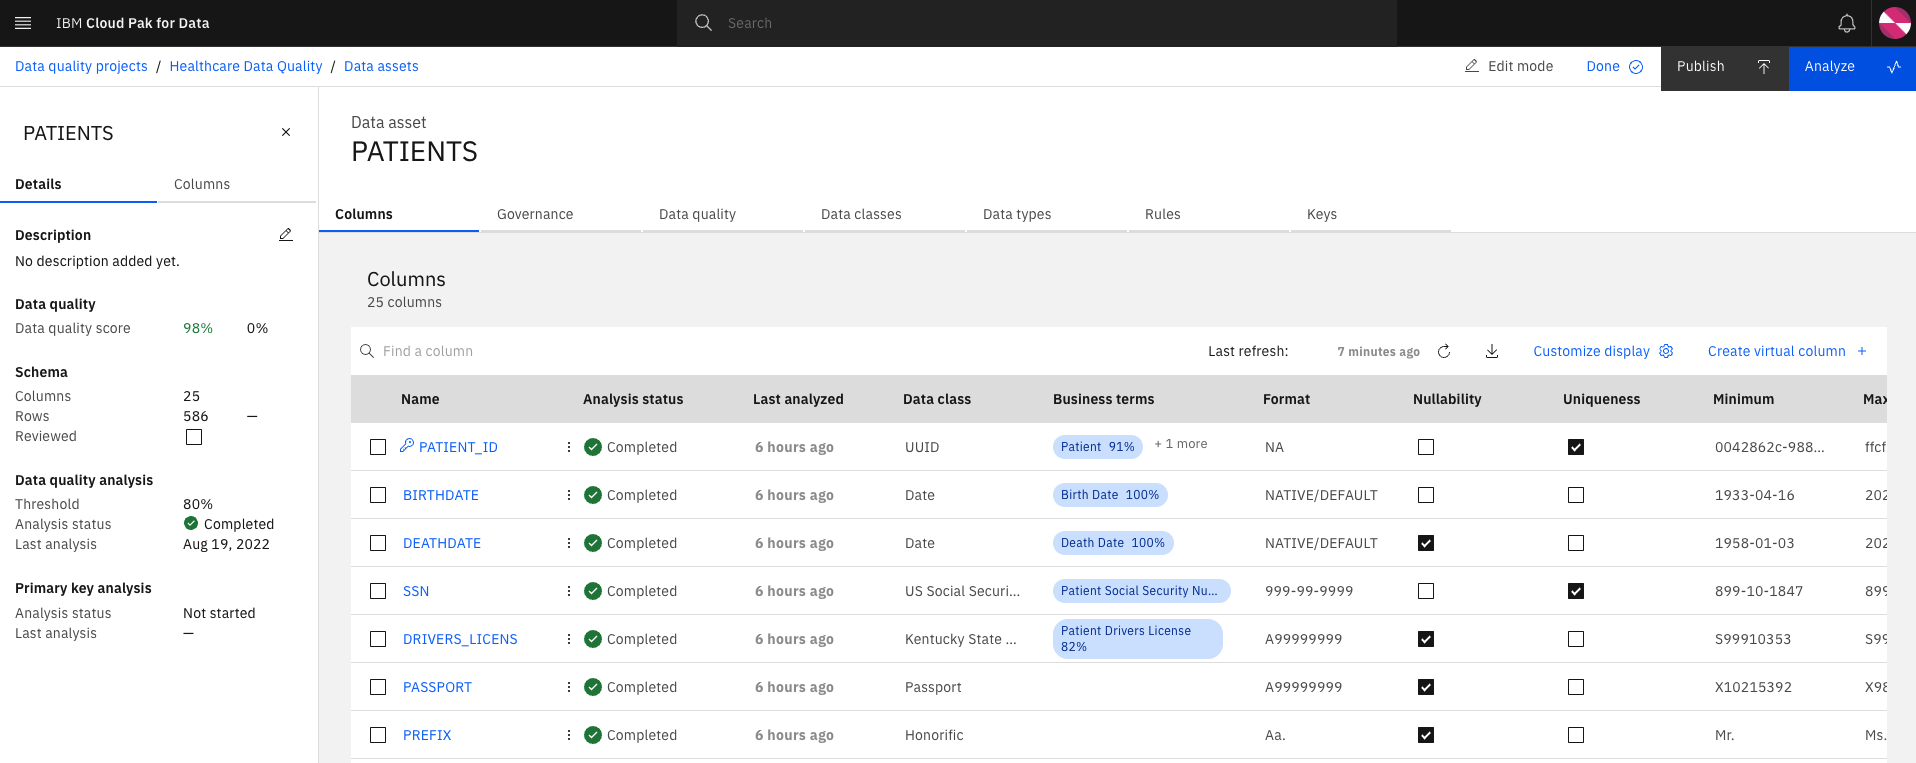 IBM Cloud Pak for Data
Search
Data quality projects / Healthcare Data Quality / Data assets
Edit mode
Done
Publish
Analyze
PATIENTS
Details
Columns
Description
No description added yet.
Data quality
Data quality score 98% 0%
Schema
Columns 25
Rows 586 —
Reviewed
Data quality analysis
Threshold 80%
Analysis status Completed
Last analysis Aug 19, 2022
Primary key analysis
Analysis status Not started
Last analysis —
Data asset
PATIENTS
Columns Governance Data quality Data classes Data types Rules Keys
Columns
25 columns
Find a column
Last refresh: 7 minutes ago
Customize display
Create virtual column +
Name Analysis status Last analyzed Data class Business terms Format Nullability Uniqueness Minimum Max
PATIENT_ID Completed 6 hours ago UUID Patient 91% + 1 more NA 0042862c-988... ffcf
BIRTHDATE Completed 6 hours ago Date Birth Date 100% NATIVE/DEFAULT 1933-04-16 202
DEATHDATE Completed 6 hours ago Date Death Date 100% NATIVE/DEFAULT 1958-01-03 202
SSN Completed 6 hours ago US Social Securi... Patient Social Security Nu... 999-99-9999 899-10-1847 899
DRIVERS_LICENS Completed 6 hours ago Kentucky State ... Patient Drivers License 82% A99999999 S99910353 S99
PASSPORT Completed 6 hours ago Passport A99999999 X10215392 X98
PREFIX Completed 6 hours ago Honorific Aa. Mr. Ms.